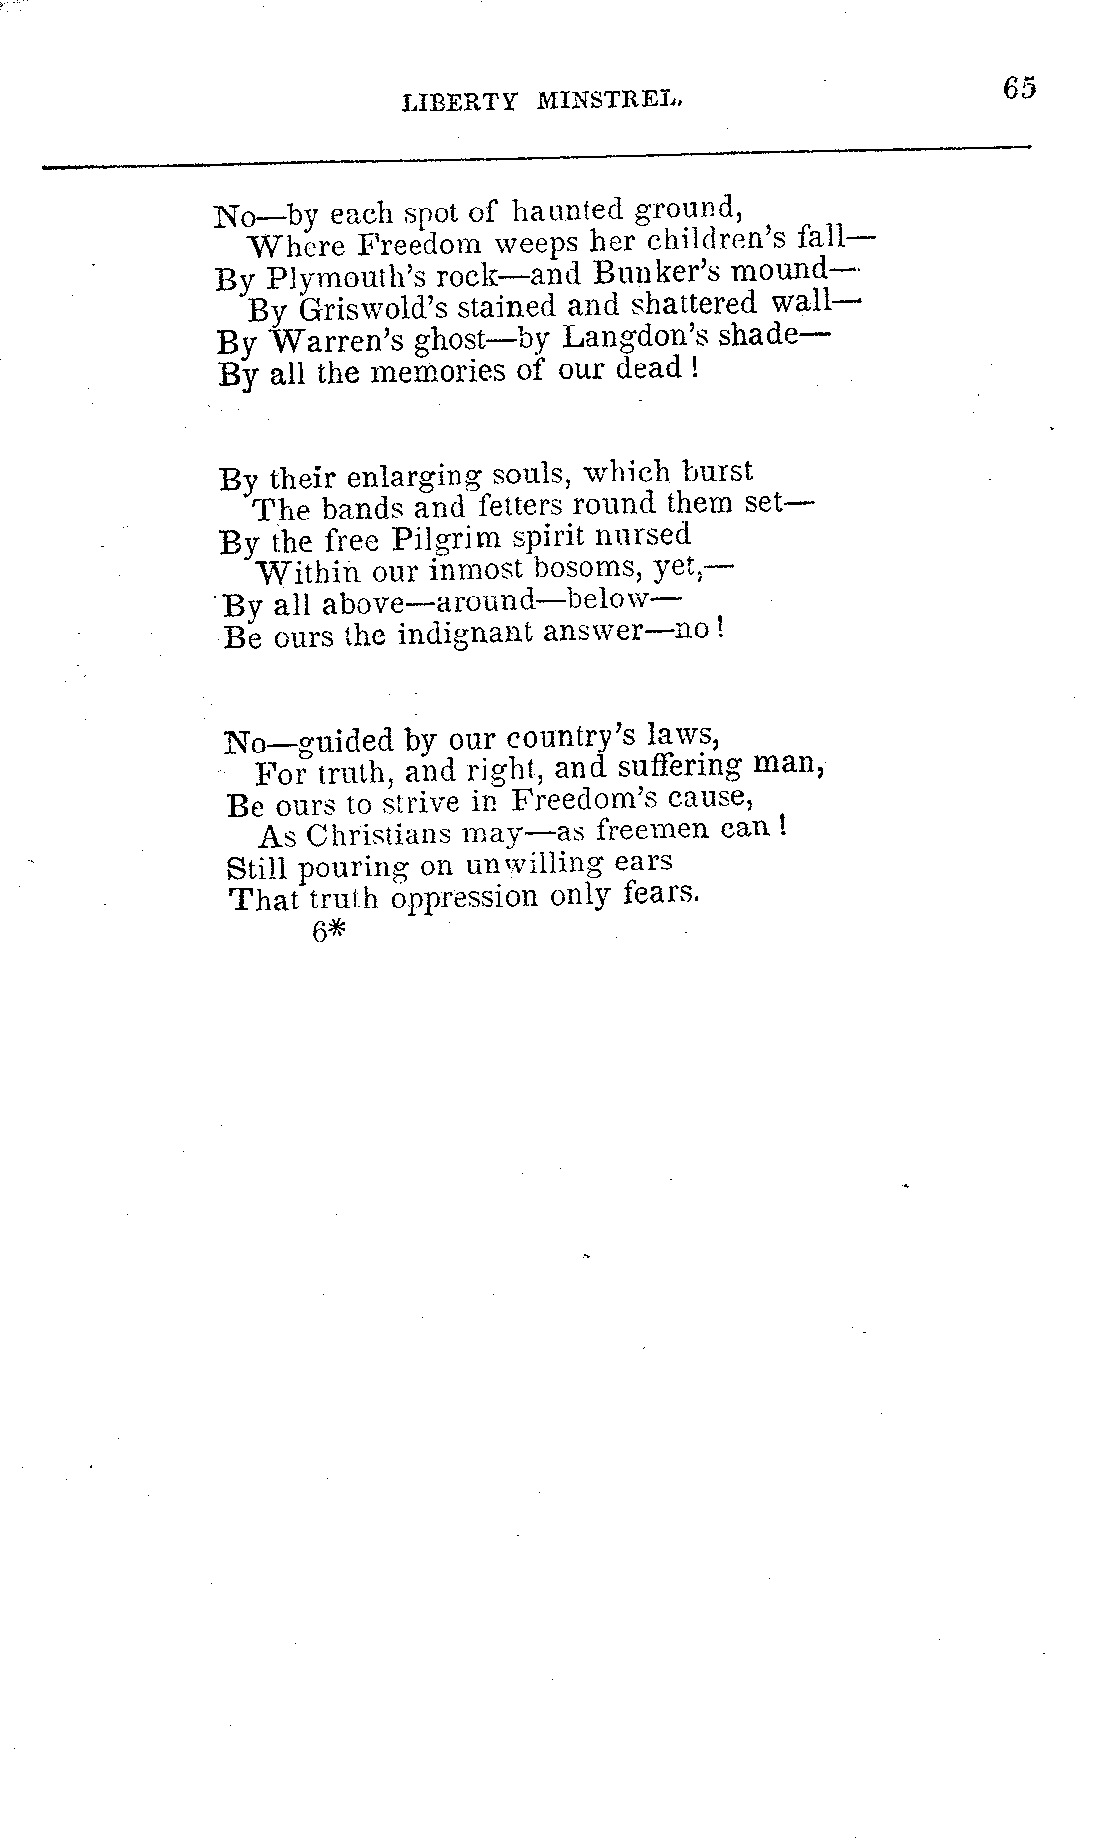 LIBERTY MINSTREL. 65
No—by each spot of haunted ground,
Where Freedom weeps her children's fall—
By Plymouth's rock—and Bunker's mound—
By Griswold's stained and shattered wall—
By Warren's ghost—by Langdon's shade—
By all the memories of our dead!
By their enlarging souls, which burst
The bands and fetters round them set—
By the free Pilgrim spirit nursed
Within our inmost bosoms, yet,—
By all above—around—below—
Be ours the indignant answer—no!
No—guided by our country's laws,
For truth, and right, and suffering man,
Be ours to strive in Freedom's cause,
As Christians may—as freemen can!
Still pouring on unwilling ears
That truth oppression only fears.
6*